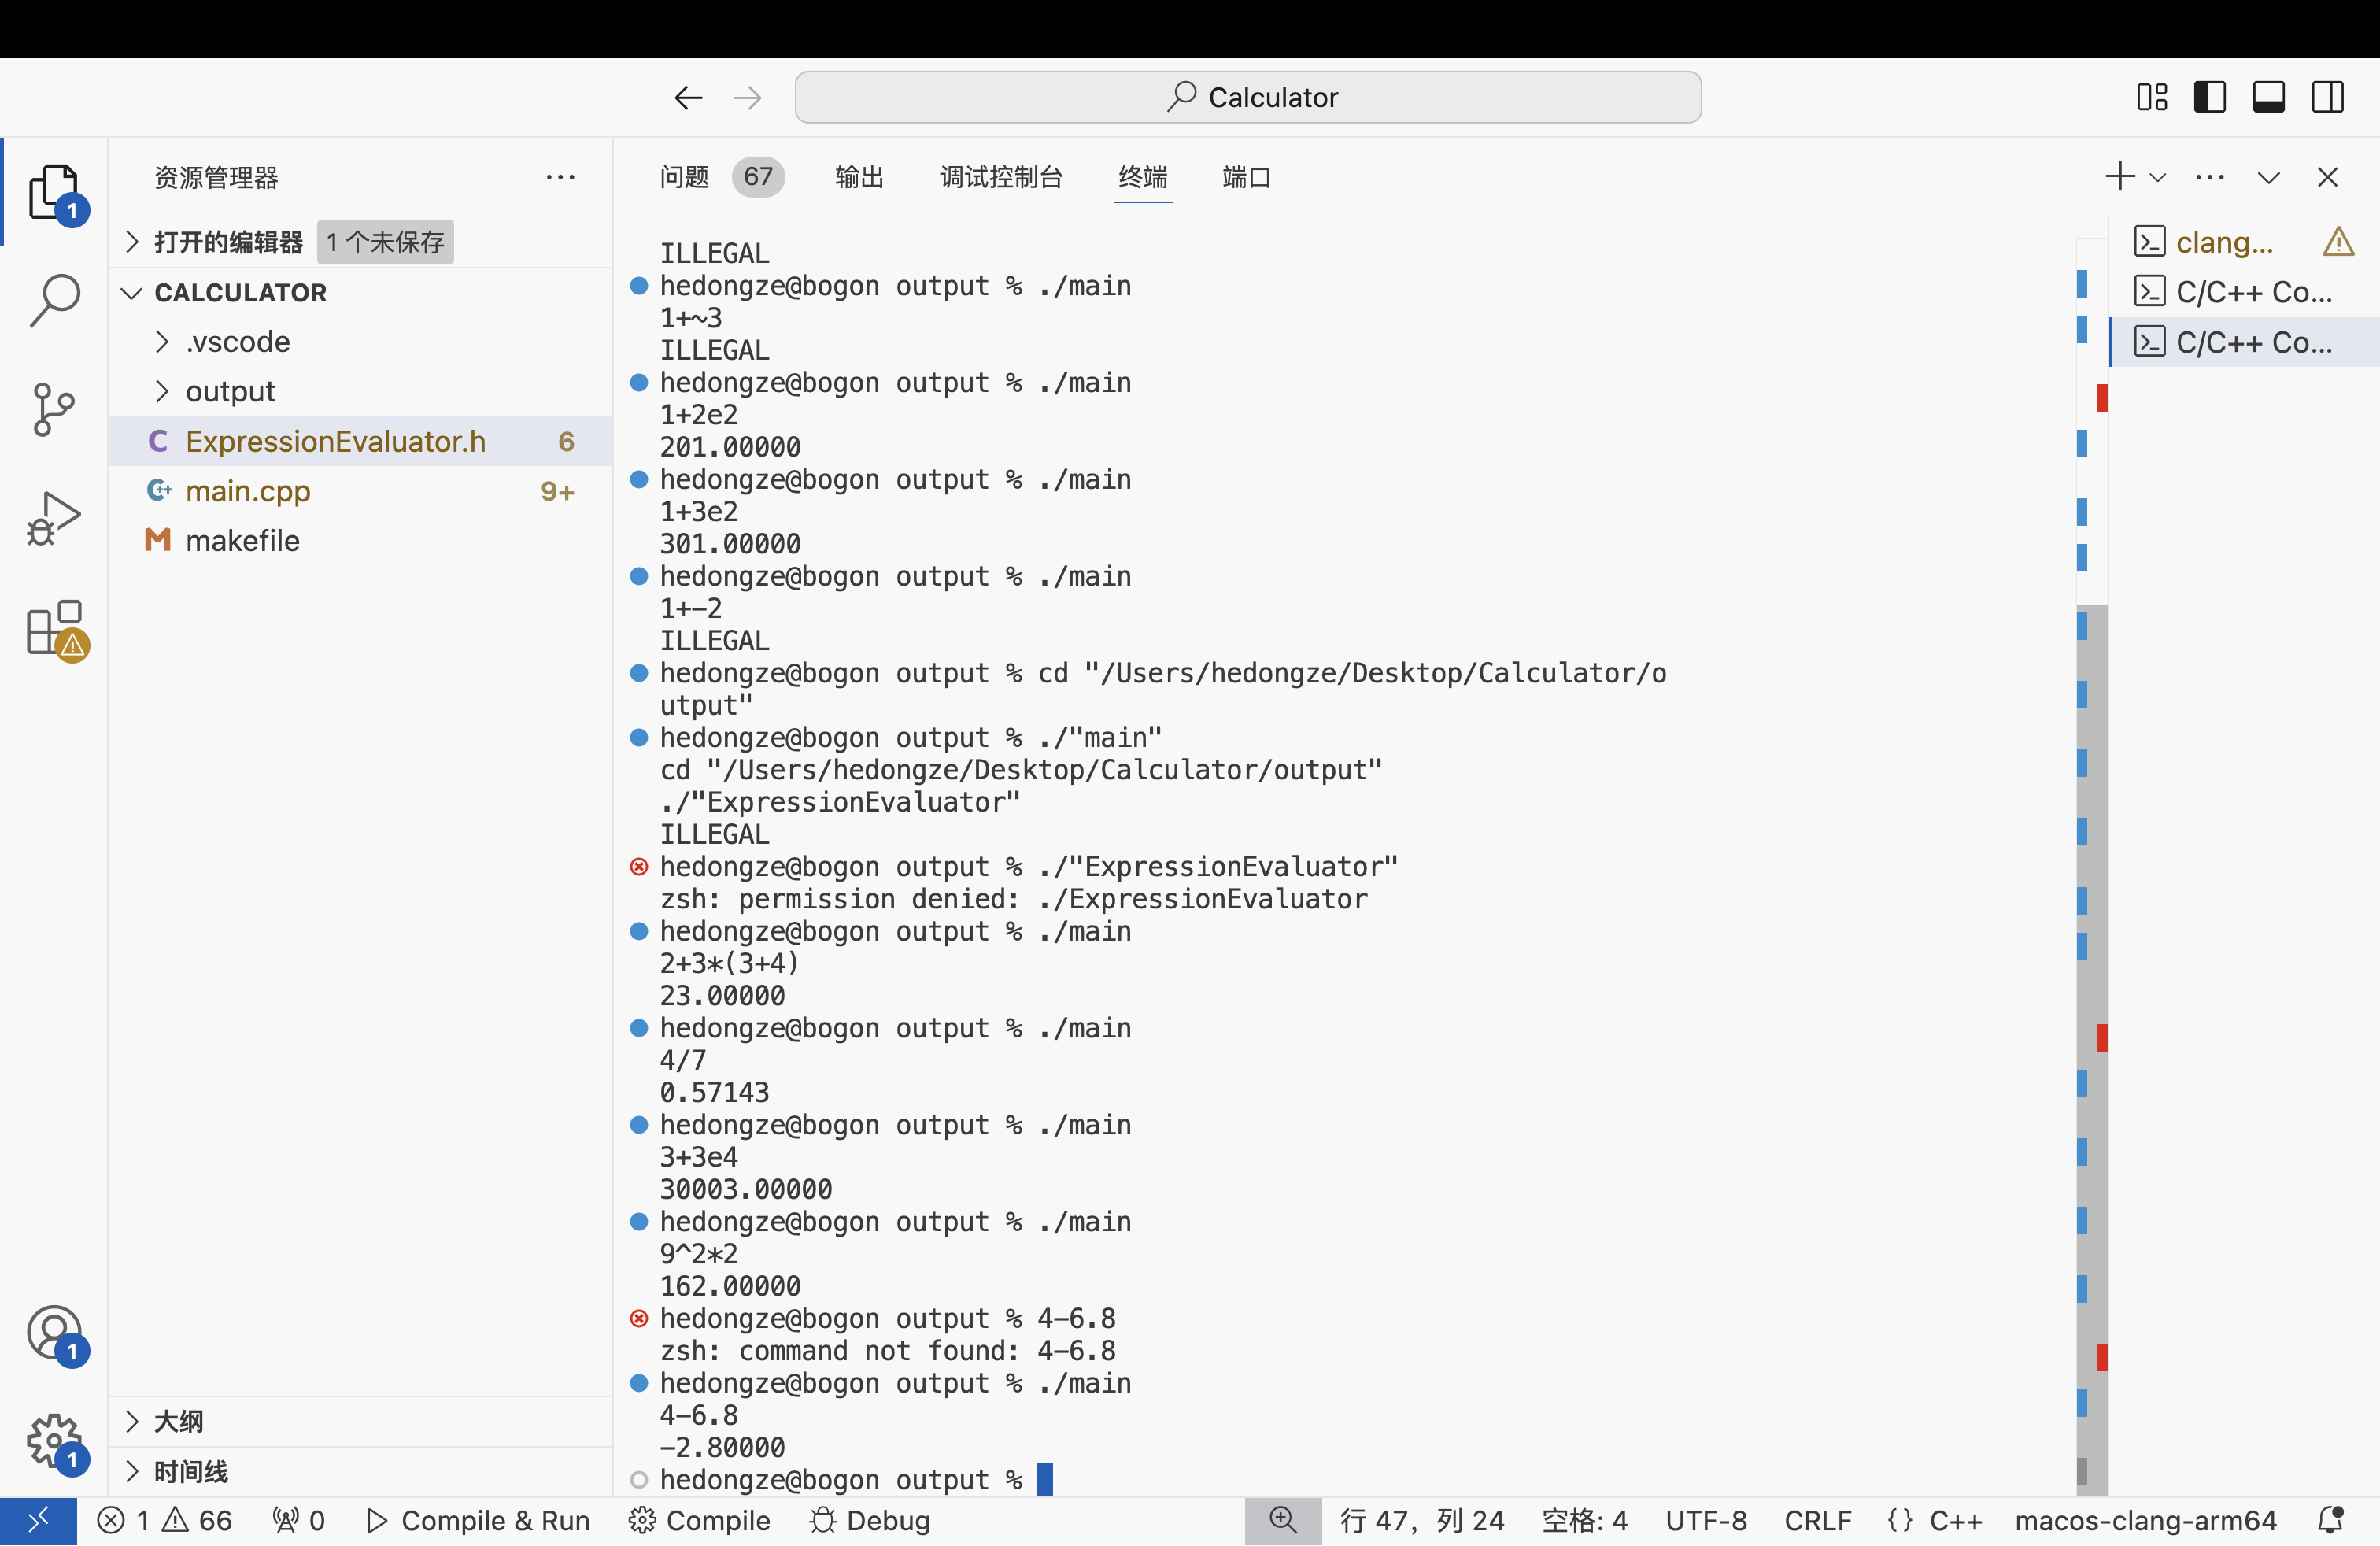 Calculator
资源管理器
打开的编辑器 1 个未保存
CALCULATOR
.vscode
output
ExpressionEvaluator.h 6
main.cpp 9+
makefile
大纲
时间线
问题 67 输出 调试控制台 终端 端口
ILLEGAL
hedongze@bogon output % ./main
1+~3
ILLEGAL
hedongze@bogon output % ./main
1+2e2
201.00000
hedongze@bogon output % ./main
1+3e2
301.00000
hedongze@bogon output % ./main
1+-2
ILLEGAL
hedongze@bogon output % cd "/Users/hedongze/Desktop/Calculator/o
utput"
hedongze@bogon output % ./"main"
cd "/Users/hedongze/Desktop/Calculator/output"
./"ExpressionEvaluator"
ILLEGAL
hedongze@bogon output % ./"ExpressionEvaluator"
zsh: permission denied: ./ExpressionEvaluator
hedongze@bogon output % ./main
2+3*(3+4)
23.00000
hedongze@bogon output % ./main
4/7
0.57143
hedongze@bogon output % ./main
3+3e4
30003.00000
hedongze@bogon output % ./main
9^2*2
162.00000
hedongze@bogon output % 4-6.8
zsh: command not found: 4-6.8
hedongze@bogon output % ./main
4-6.8
-2.80000
hedongze@bogon output %
clang...
C/C++ Co...
C/C++ Co...
1
1
1
1 66 0 Compile & Run Compile Debug 行 47, 列 24 空格: 4 UTF-8 CRLF {} C++ macos-clang-arm64